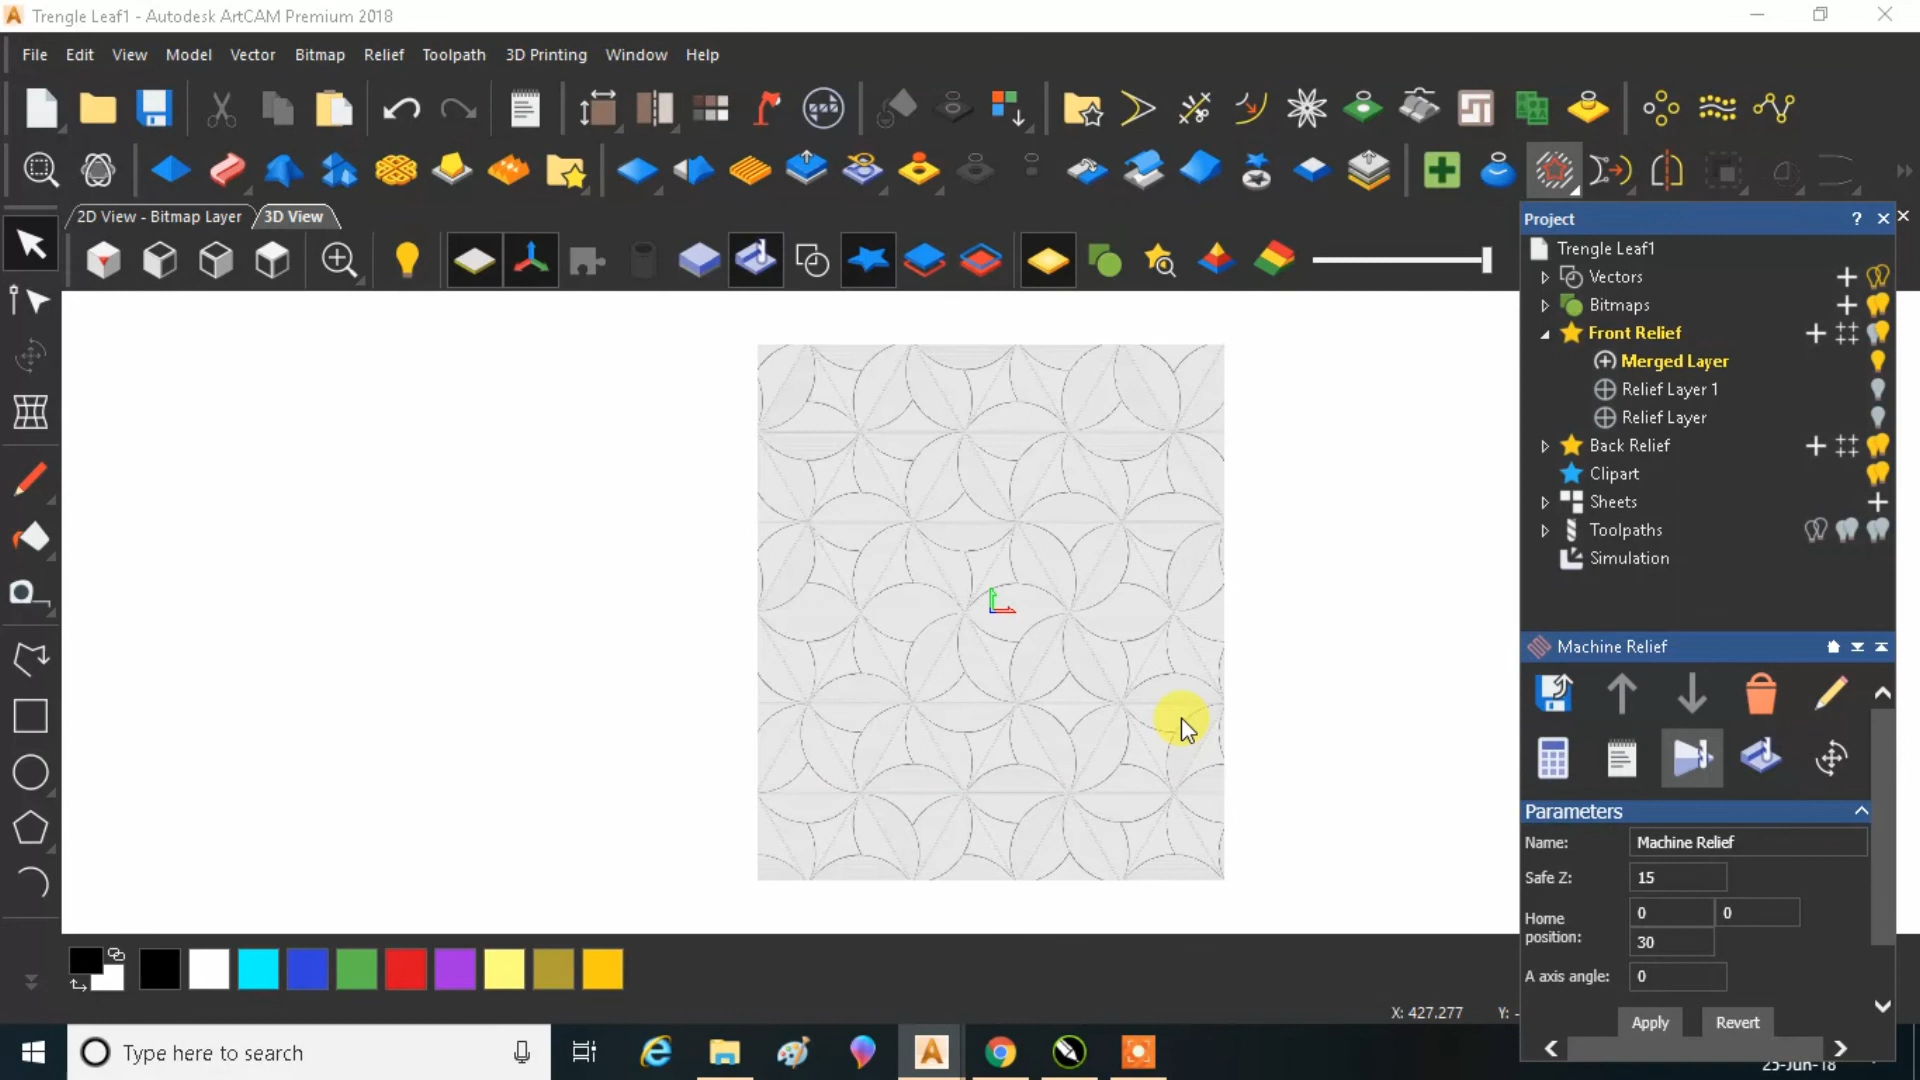 Trengle Leaf1 - Autodesk ArtCAM Premium 2018
File Edit View Model Vector Bitmap Relief Toolpath 3D Printing Window Help
2D View - Bitmap Layer 3D View
Project ?
Trengle Leaf1
Vectors
Bitmaps
Front Relief
Merged Layer
Relief Layer 1
Relief Layer
Back Relief
Clipart
Sheets
Toolpaths
Simulation
Machine Relief
Parameters
Name: Machine Relief
Safe Z: 15
Home position: 0 0
30
A axis angle: 0
Apply Revert
X: 427.277 Y: -
Type here to search
25-Jun-18